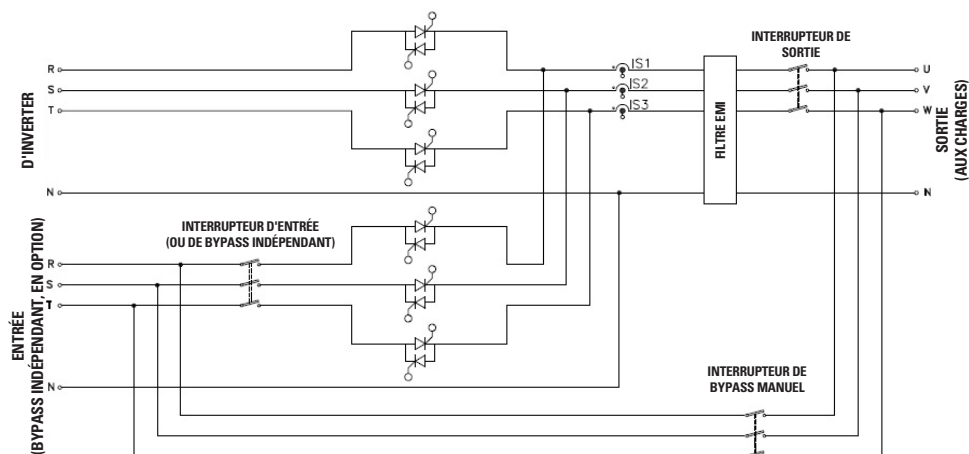 INTERRUPTEUR DE
SORTIE
R
S
T
N
D'INVERTER
IS1
IS2
IS3
FILTRE EMI
U
V
W
N
SORTIE
(AUX CHARGES)
INTERRUPTEUR D'ENTRÉE
(OU DE BYPASS INDÉPENDANT)
R
S
T
N
ENTRÉE
(BYPASS INDÉPENDANT, EN OPTION)
INTERRUPTEUR DE
BYPASS MANUEL